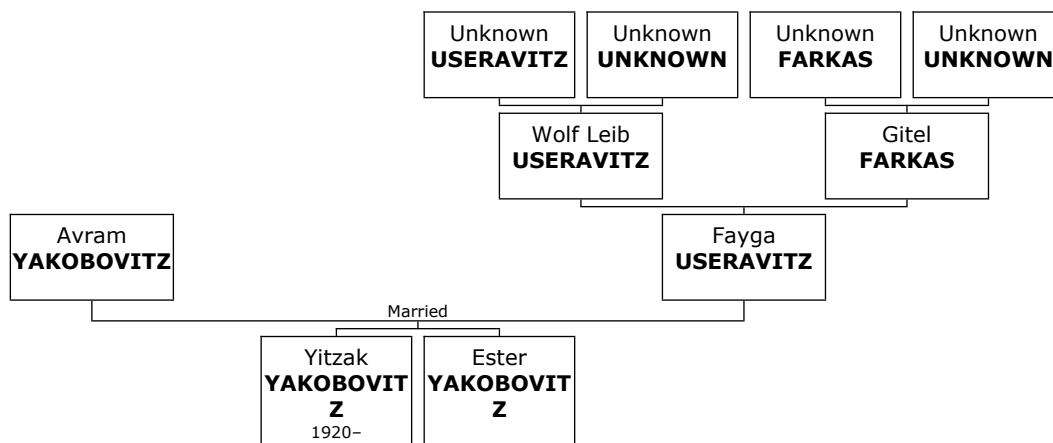 Unknown
USERAVITZ
Unknown
UNKNOWN
Unknown
FARKAS
Unknown
UNKNOWN
Wolf Leib
USERAVITZ
Gitel
FARKAS
Avram
YAKOBOVITZ
Fayga
USERAVITZ
Married
Yitzak
YAKOBOVIT
Z
1920–
Ester
YAKOBOVIT
Z